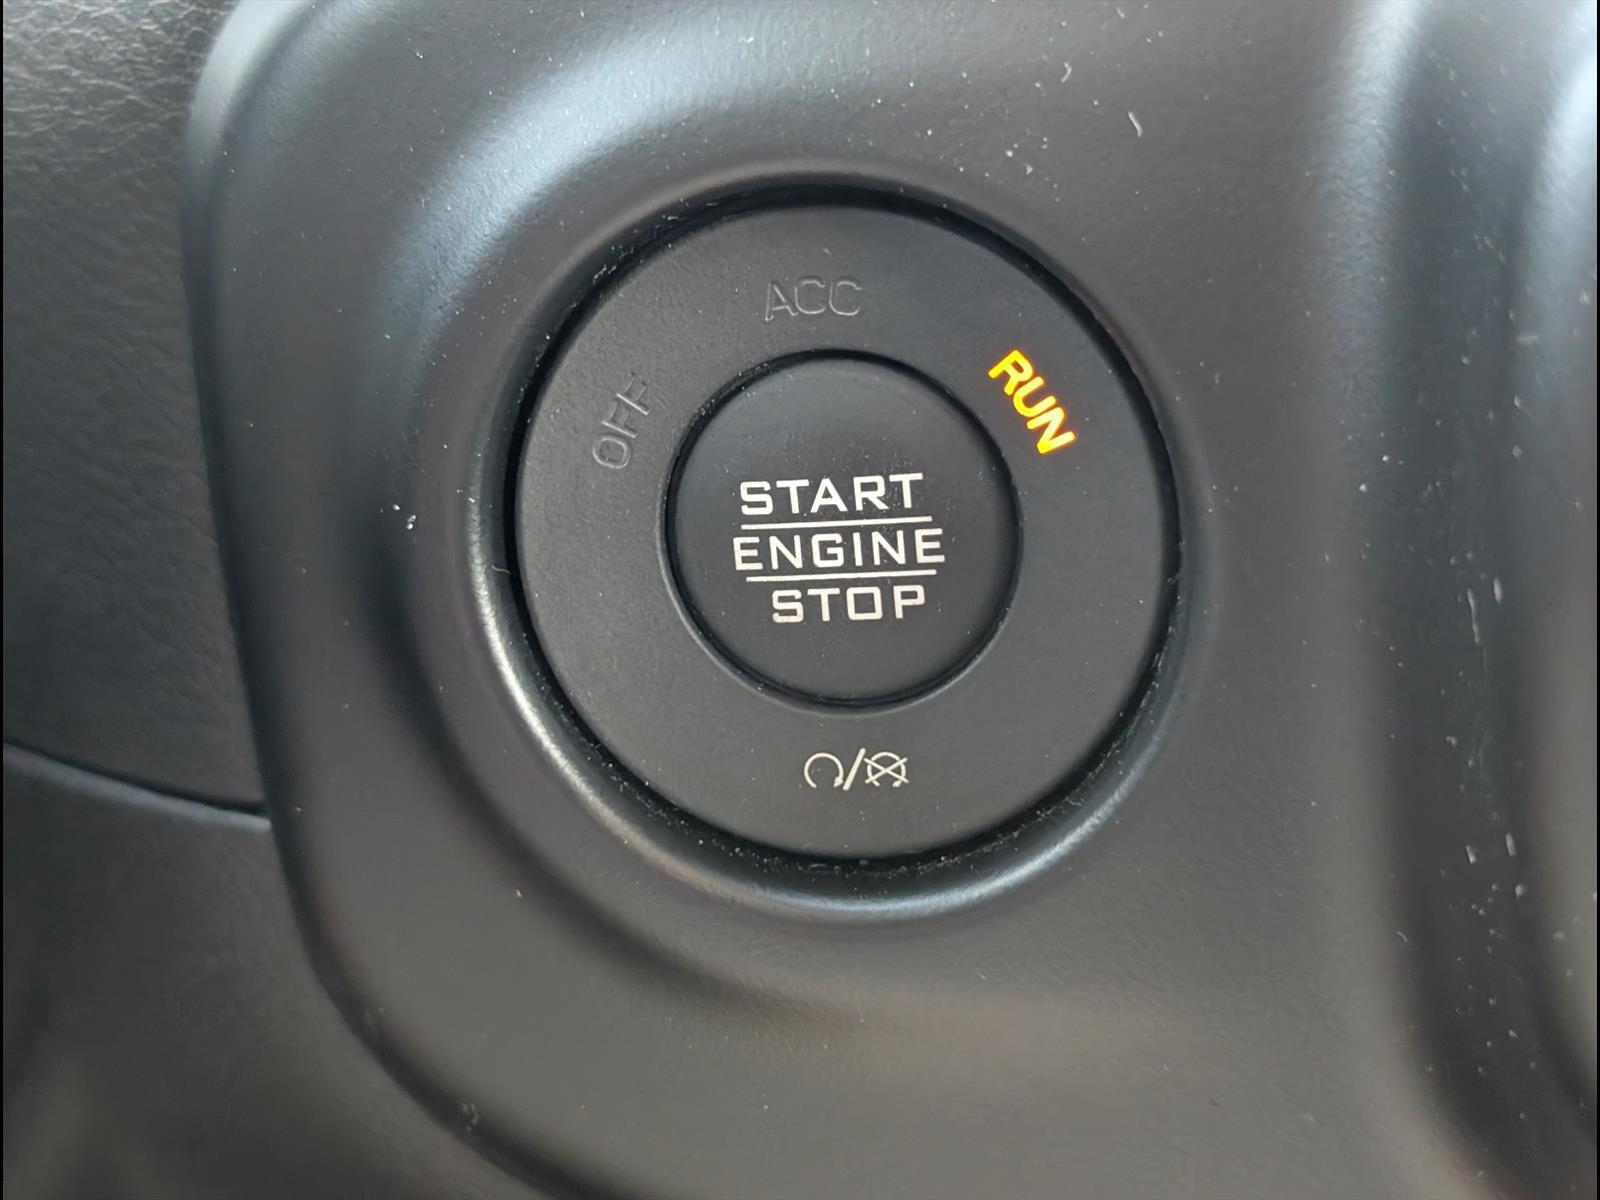 ACC
OFF
RUN
START
ENGINE
STOP